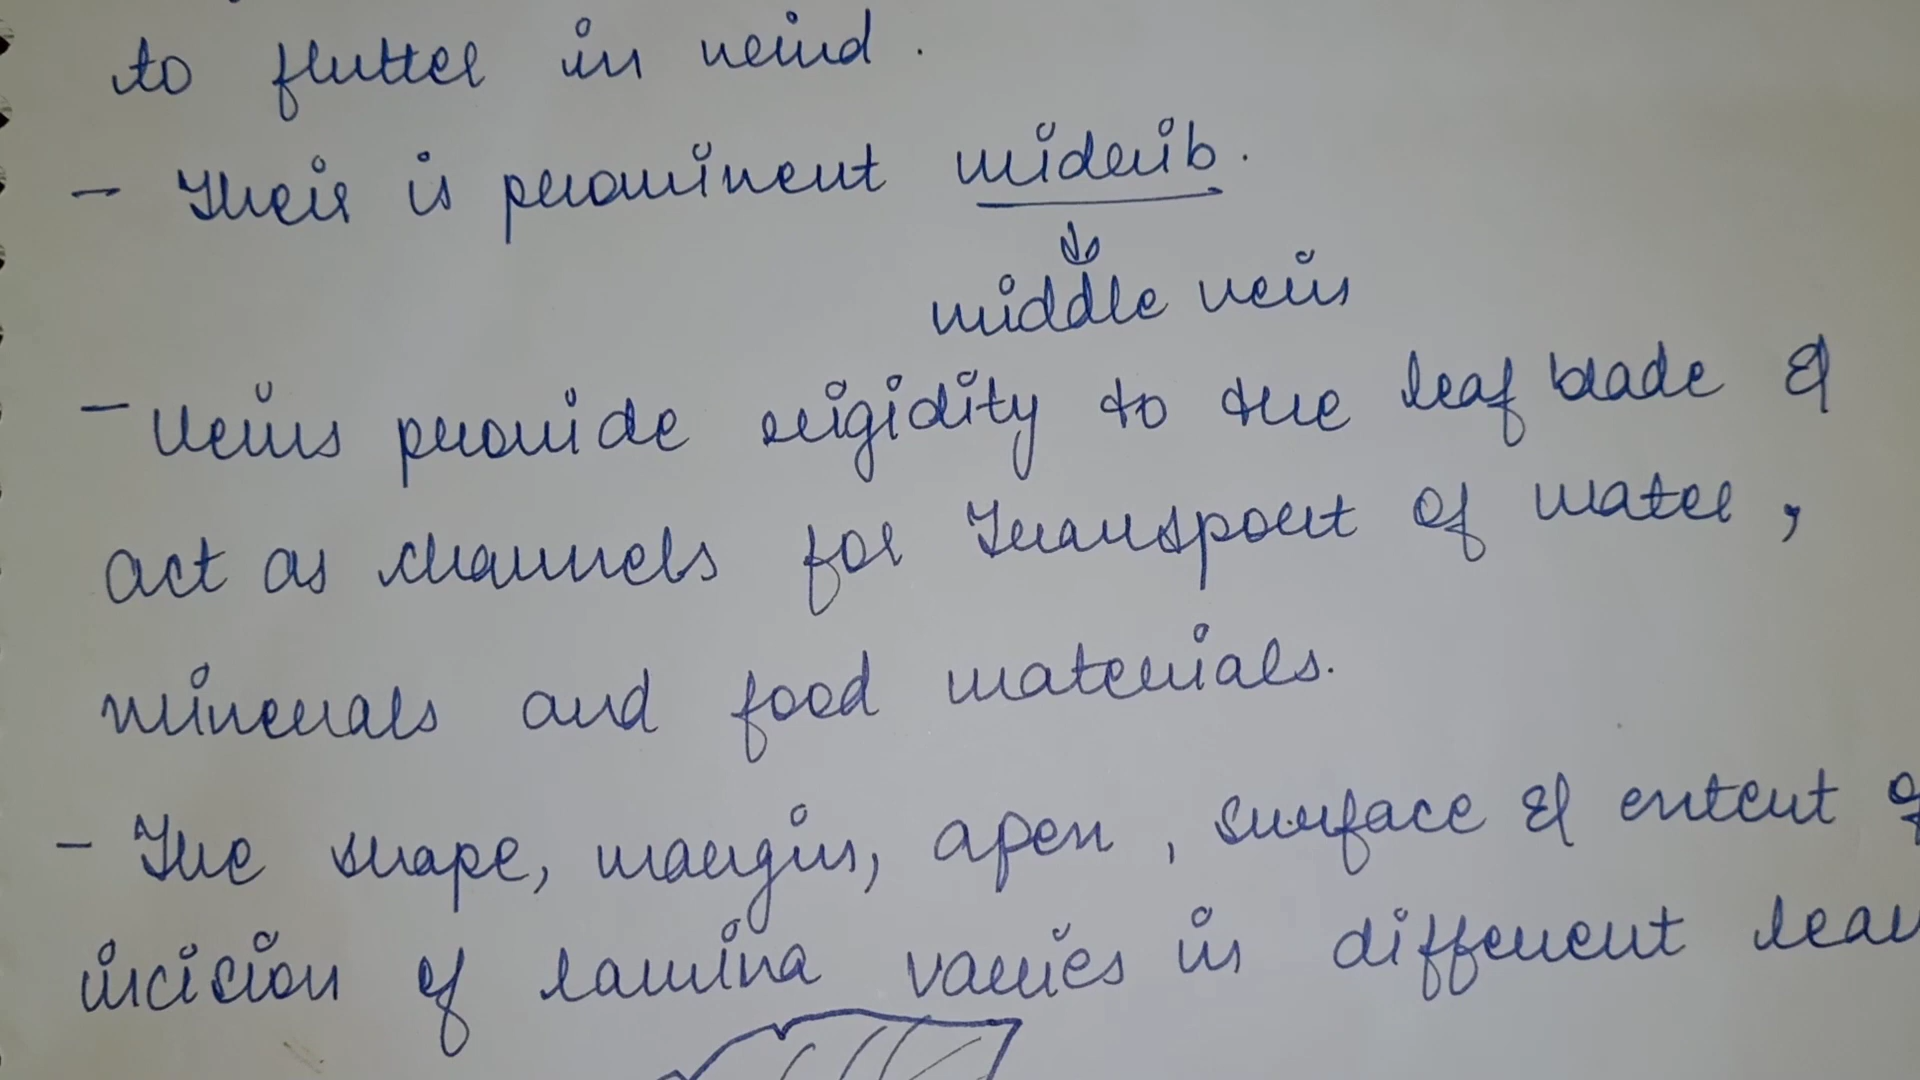 to flutter in wind.
- Their is prominent midrib.
middle vein
- Veins provide rigidity to the leaf blade &
act as channels for Transport of water,
minerals and food materials.
- The shape, margin, apex, surface & extent of
incision of lamina varies in different leav